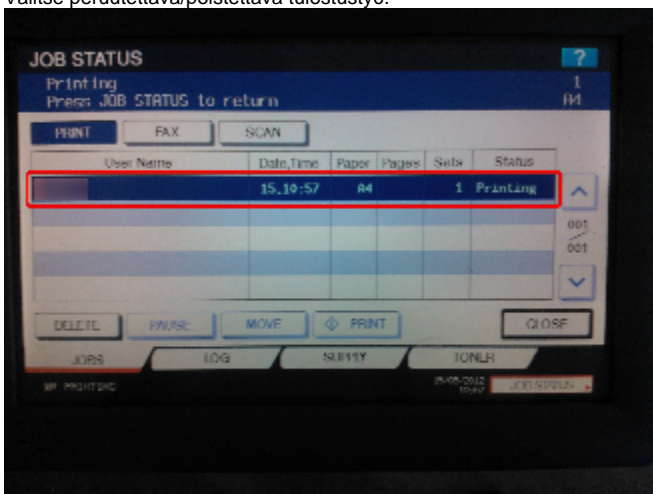 Valitse peruutettava/poistettava tulostustyö.
JOB STATUS ?
Printing 1
Press JOB STATUS to return A4
PRINT FAX SCAN
User Name Date,Time Paper Pages Sets Status
15,10:57 A4 1 Printing
001
001
DELETE PAUSE MOVE PRINT CLOSE
JOBS LOG SUPPLY TONER
PRINTING JOB STATUS